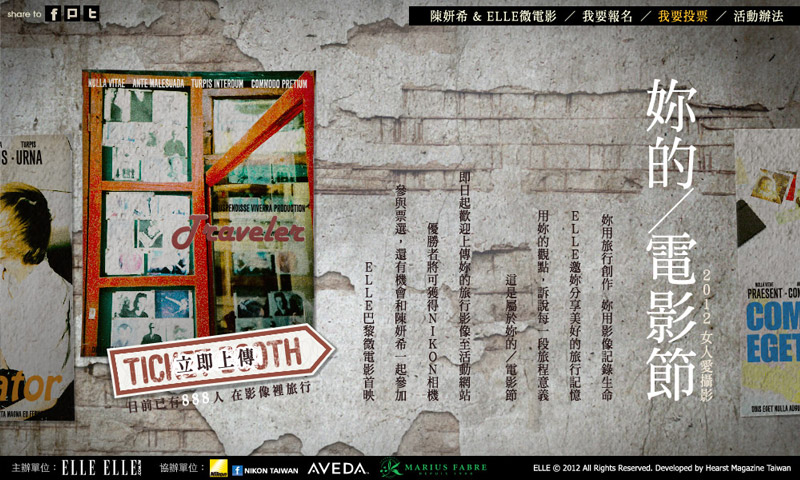 share to f p t
陳妍希 & ELLE微電影 ／ 我要報名 ／ 我要投票 ／ 活動辦法
妳的／電影節
2012 女人愛攝影
妳用旅行創作 妳用影像記錄生命
ELLE邀妳分享美好的旅行記憶
用妳的觀點，訴說每一段旅程意義
這是屬於妳的／電影節
即日起歡迎上傳妳的旅行影像至活動網站
優勝者將可獲得NIKON相機
參與票選，還有機會和陳妍希一起參加
ELLE巴黎微電影首映
NULLA VITAE ANTE MALESUADA TURPIS INTERDUM COMMODO PRETIUM
SPENDISSE VIVERRA PRODUCTION
Traveler
TICKET BOOTH
立即上傳
目前已有888人 在影像裡旅行
TURPIS
S - URNA
ator
PRAESENT - CO
COM
EGET
DUIS EGET NULLA AUG
主辦單位： ELLE ELLE
協辦單位： Nikon f NIKON TAIWAN AVEDA MARIUS FABRE
ELLE © 2012 All Rights Reserved. Developed by Hearst Magazine Taiwan